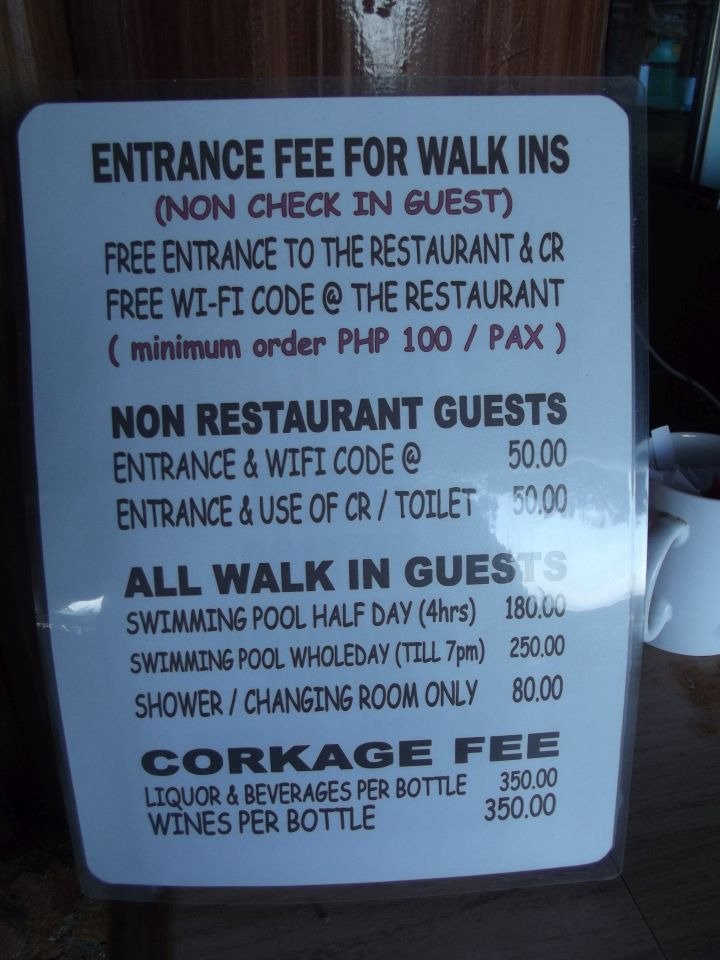 ENTRANCE FEE FOR WALK INS
(NON CHECK IN GUEST)
FREE ENTRANCE TO THE RESTAURANT & CR
FREE WI-FI CODE @ THE RESTAURANT
( minimum order PHP 100 / PAX )
NON RESTAURANT GUESTS
ENTRANCE & WIFI CODE @ 50.00
ENTRANCE & USE OF CR / TOILET 50.00
ALL WALK IN GUESTS
SWIMMING POOL HALF DAY (4hrs) 180.00
SWIMMING POOL WHOLEDAY (TILL 7pm) 250.00
SHOWER / CHANGING ROOM ONLY 80.00
CORKAGE FEE
LIQUOR & BEVERAGES PER BOTTLE 350.00
WINES PER BOTTLE 350.00